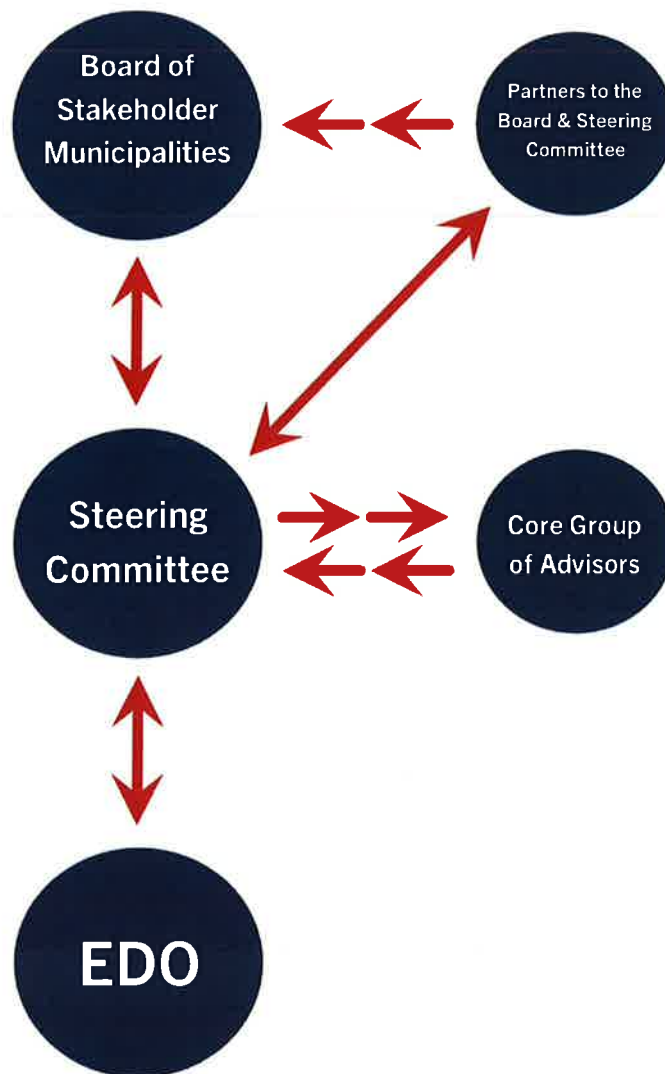 Board of
Stakeholder
Municipalities
Partners to the
Board & Steering
Committee
Steering
Committee
Core Group
of Advisors
EDO